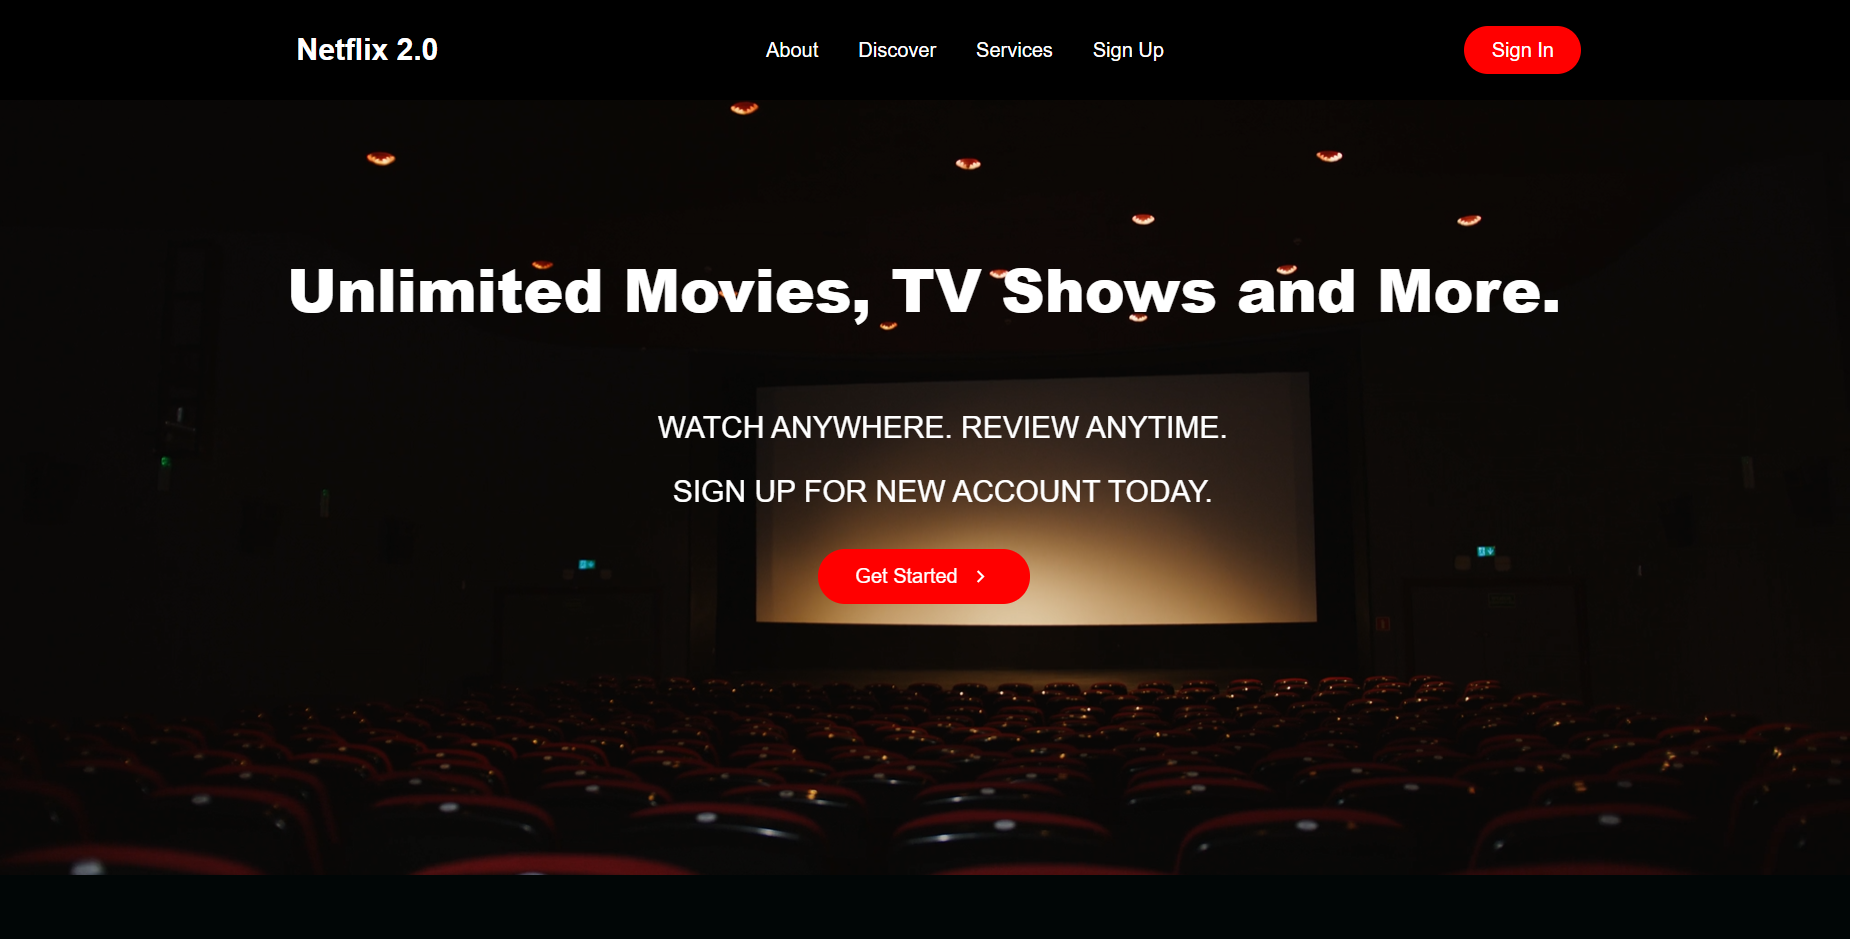 Netflix 2.0
About
Discover
Services
Sign Up
Sign In
Unlimited Movies, TV Shows and More.
WATCH ANYWHERE. REVIEW ANYTIME.
SIGN UP FOR NEW ACCOUNT TODAY.
Get Started